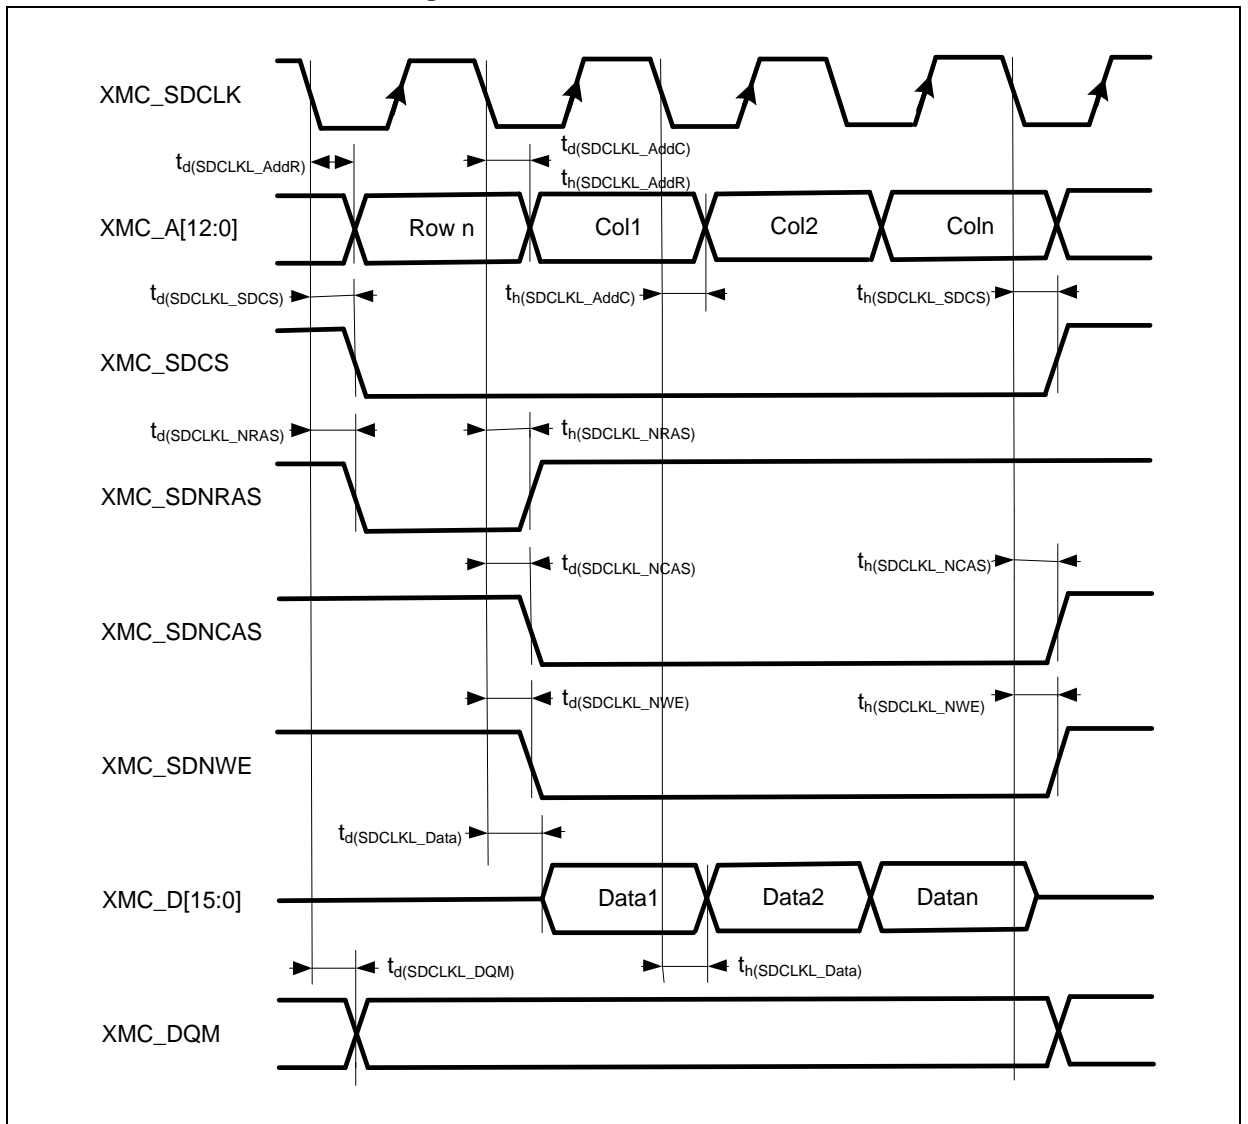 XMC_SDCLK
td(SDCLKL_AddR)
td(SDCLKL_AddC)
th(SDCLKL_AddR)
XMC_A[12:0]
Row n
Col1
Col2
Coln
td(SDCLKL_SDCS)
th(SDCLKL_AddC)
th(SDCLKL_SDCS)
XMC_SDCS
td(SDCLKL_NRAS)
th(SDCLKL_NRAS)
XMC_SDNRAS
td(SDCLKL_NCAS)
th(SDCLKL_NCAS)
XMC_SDNCAS
td(SDCLKL_NWE)
th(SDCLKL_NWE)
XMC_SDNWE
td(SDCLKL_Data)
XMC_D[15:0]
Data1
Data2
Datan
td(SDCLKL_DQM)
th(SDCLKL_Data)
XMC_DQM